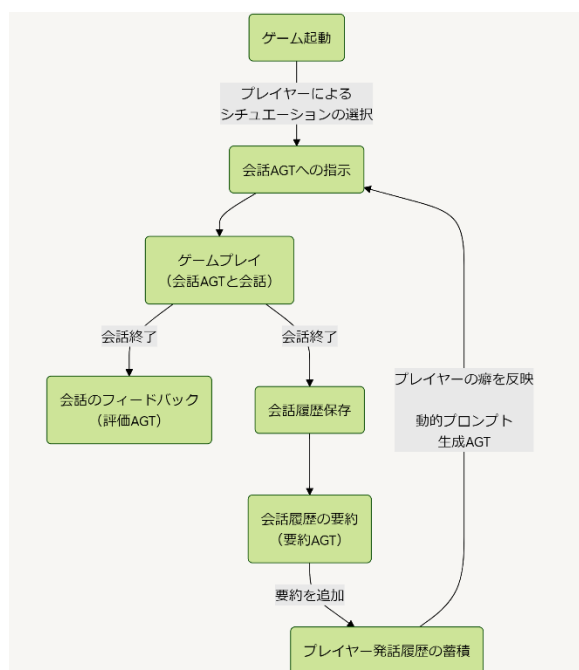 ゲーム起動
プレイヤーによる
シチュエーションの選択
会話AGTへの指示
ゲームプレイ
（会話AGTと会話）
会話終了
会話終了
会話のフィードバック
（評価AGT）
会話履歴保存
プレイヤーの癖を反映
動的プロンプト
生成AGT
会話履歴の要約
（要約AGT）
要約を追加
プレイヤー発話履歴の蓄積